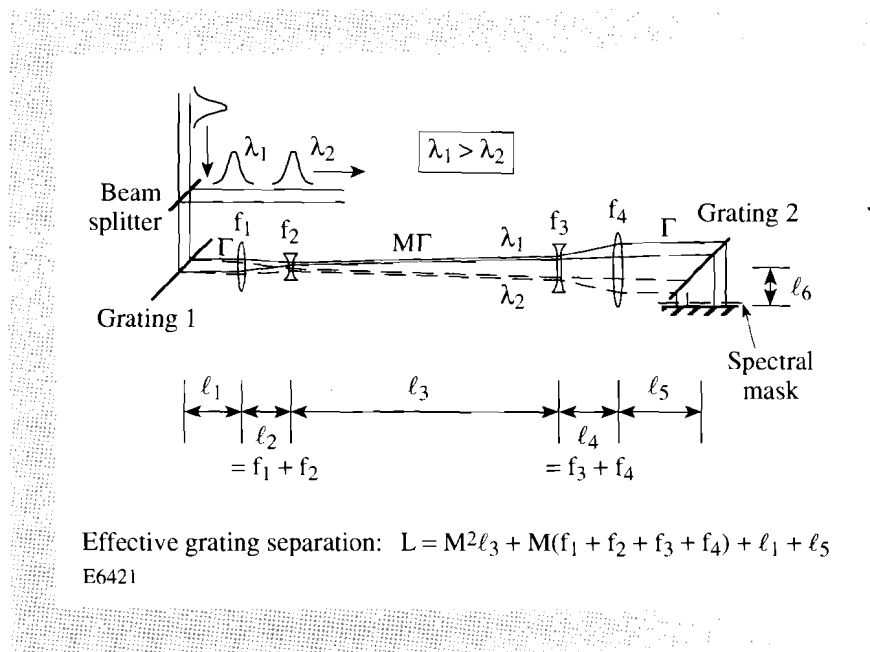 λ₁ λ₂
λ₁ > λ₂
Beam
splitter
f₁
f₂
f₃
f₄
Γ
MΓ
λ₁
λ₂
Γ
Grating 2
Grating 1
ℓ₆
Spectral
mask
ℓ₁
ℓ₂
= f₁ + f₂
ℓ₃
ℓ₄
= f₃ + f₄
ℓ₅
Effective grating separation: L = M²ℓ₃ + M(f₁ + f₂ + f₃ + f₄) + ℓ₁ + ℓ₅
E6421